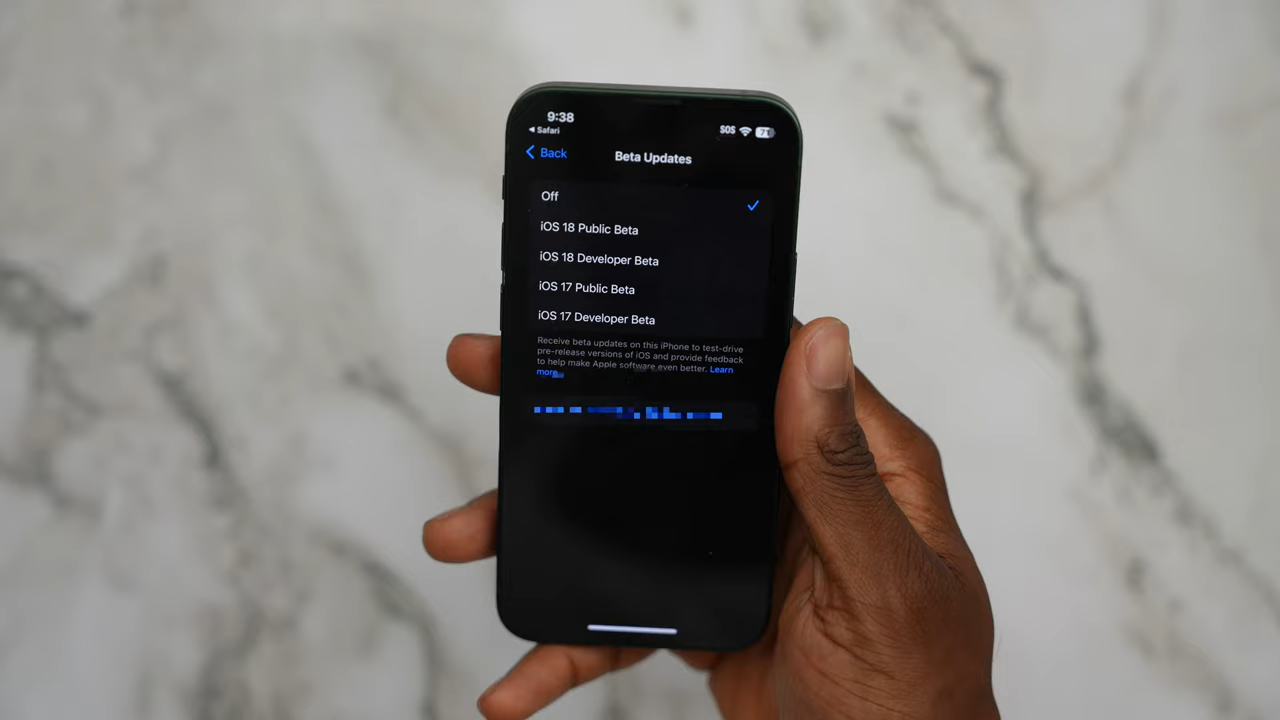 9:38
◀ Safari
SOS 71
Back
Beta Updates
Off
iOS 18 Public Beta
iOS 18 Developer Beta
iOS 17 Public Beta
iOS 17 Developer Beta
Receive beta updates on this iPhone to test-drive
pre-release versions of iOS and provide feedback
to help make Apple software even better. Learn
more...